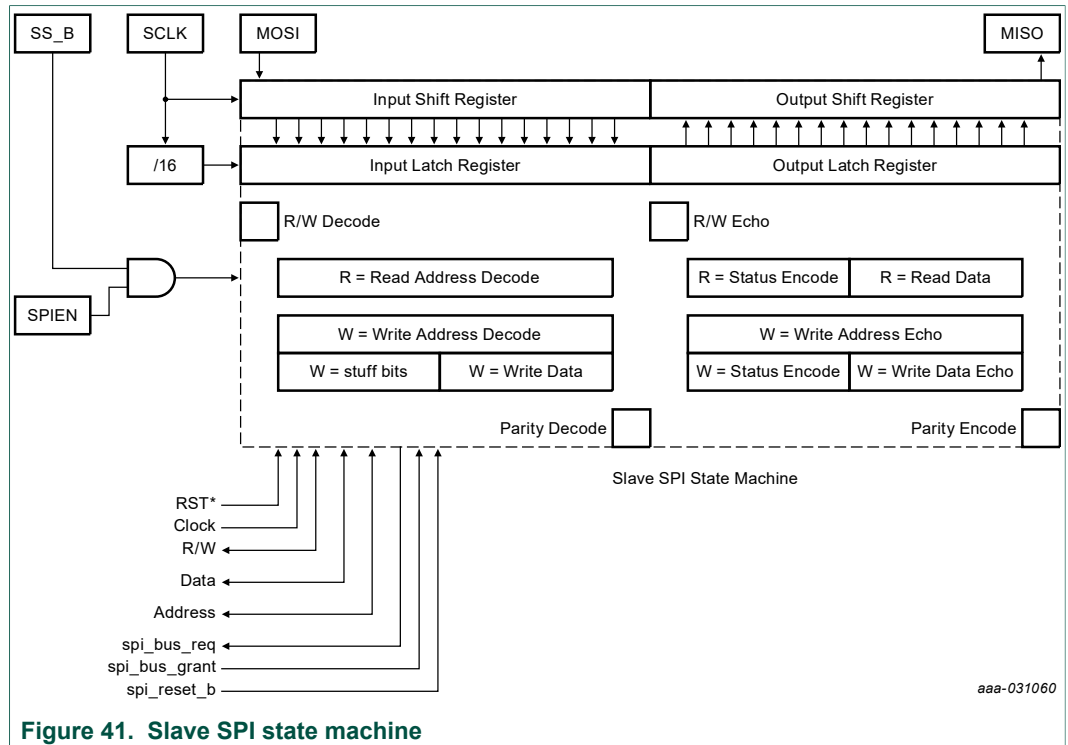 SS_B SCLK MOSI MISO
Input Shift Register Output Shift Register
/16 Input Latch Register Output Latch Register
R/W Decode R/W Echo
R = Read Address Decode R = Status Encode R = Read Data
SPIEN
W = Write Address Decode W = Write Address Echo
W = stuff bits W = Write Data W = Status Encode W = Write Data Echo
Parity Decode Parity Encode
Slave SPI State Machine
RST*
Clock
R/W
Data
Address
spi_bus_req
spi_bus_grant
spi_reset_b
aaa-031060
Figure 41. Slave SPI state machine